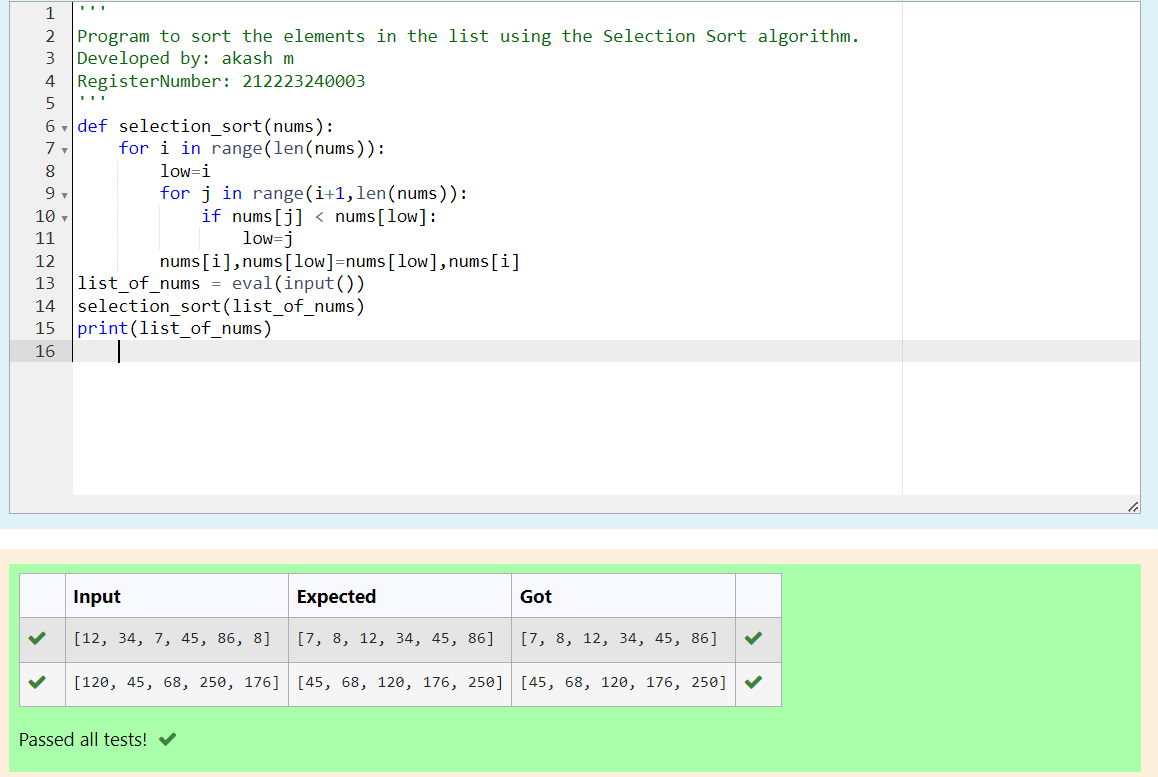 1 '''
2 Program to sort the elements in the list using the Selection Sort algorithm.
3 Developed by: akash m
4 RegisterNumber: 212223240003
5 '''
6 def selection_sort(nums):
7     for i in range(len(nums)):
8         low=i
9         for j in range(i+1,len(nums)):
10             if nums[j] < nums[low]:
11                 low=j
12         nums[i],nums[low]=nums[low],nums[i]
13 list_of_nums = eval(input())
14 selection_sort(list_of_nums)
15 print(list_of_nums)
16
Input Expected Got
[12, 34, 7, 45, 86, 8] [7, 8, 12, 34, 45, 86] [7, 8, 12, 34, 45, 86]
[120, 45, 68, 250, 176] [45, 68, 120, 176, 250] [45, 68, 120, 176, 250]
Passed all tests!